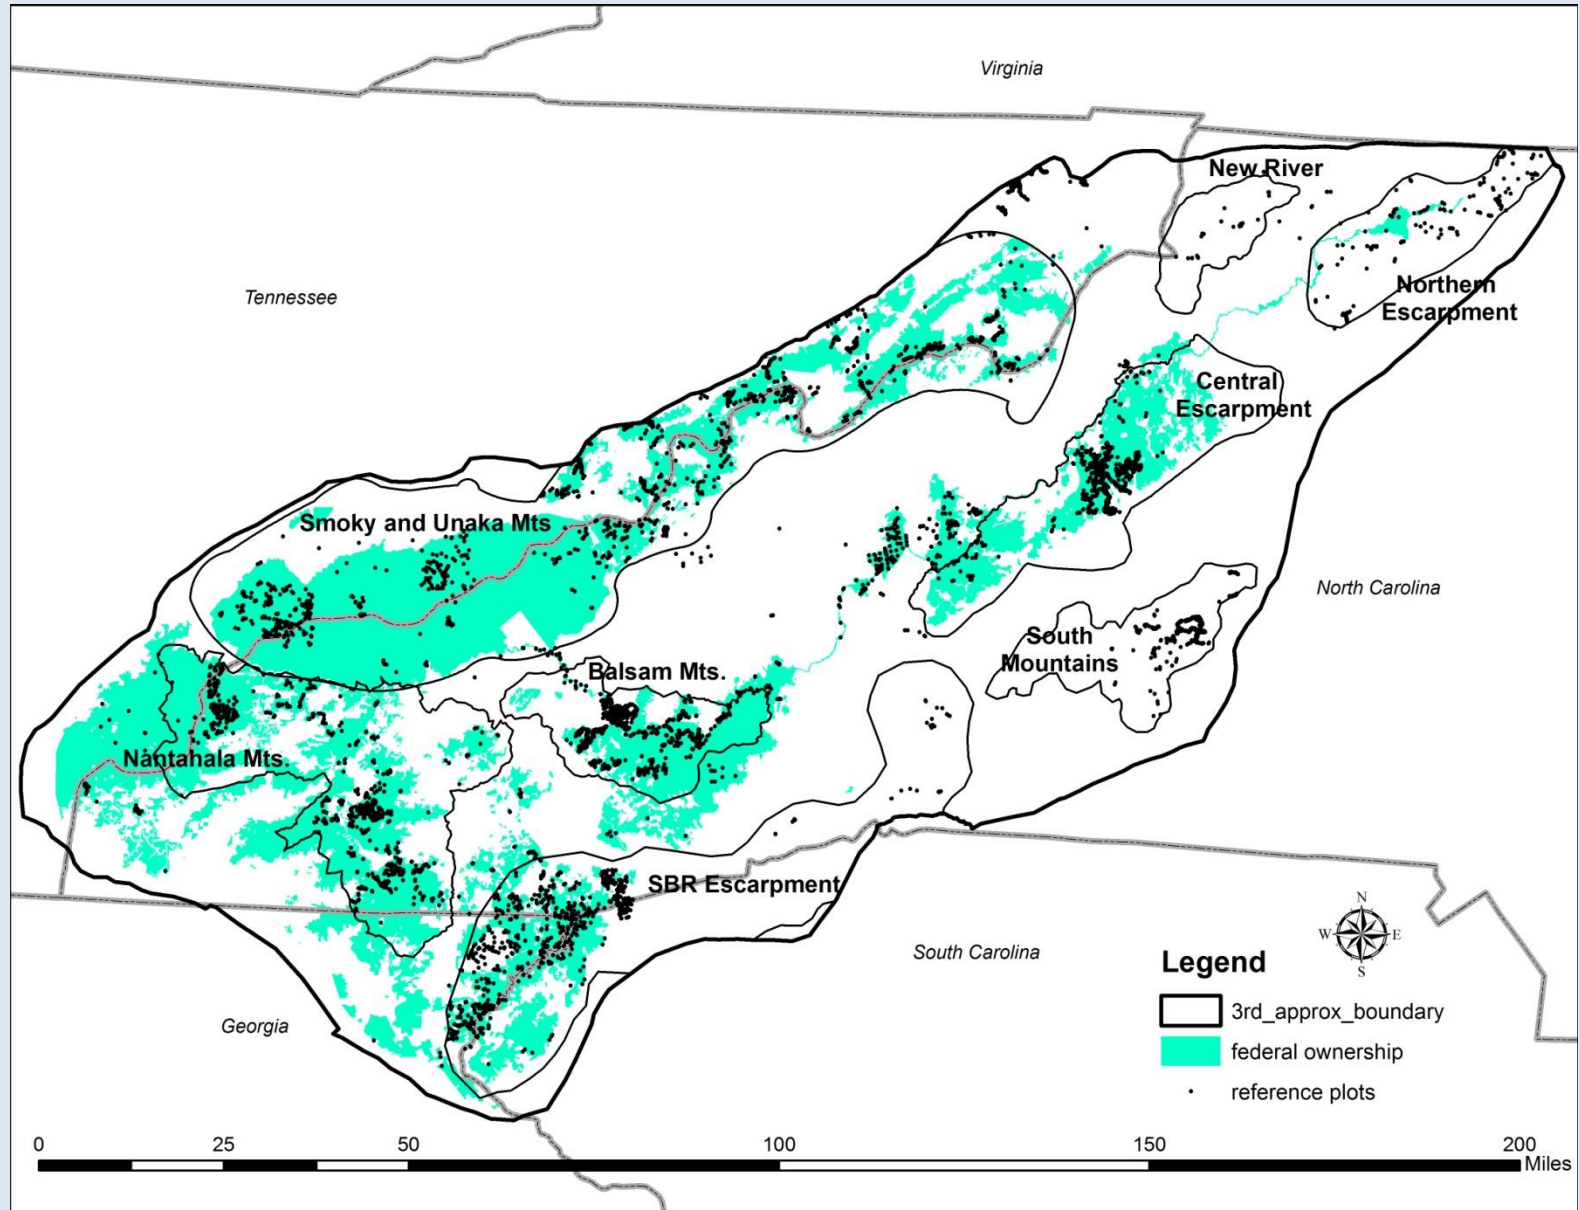 Virginia
New River
Tennessee
Northern
Escarpment
Central
Escarpment
Smoky and Unaka Mts
North Carolina
South
Mountains
Balsam Mts.
Nantahala Mts.
SBR Escarpment
South Carolina
Georgia
N
W E
S
Legend
3rd_approx_boundary
federal ownership
reference plots
0 25 50 100 150 200
Miles